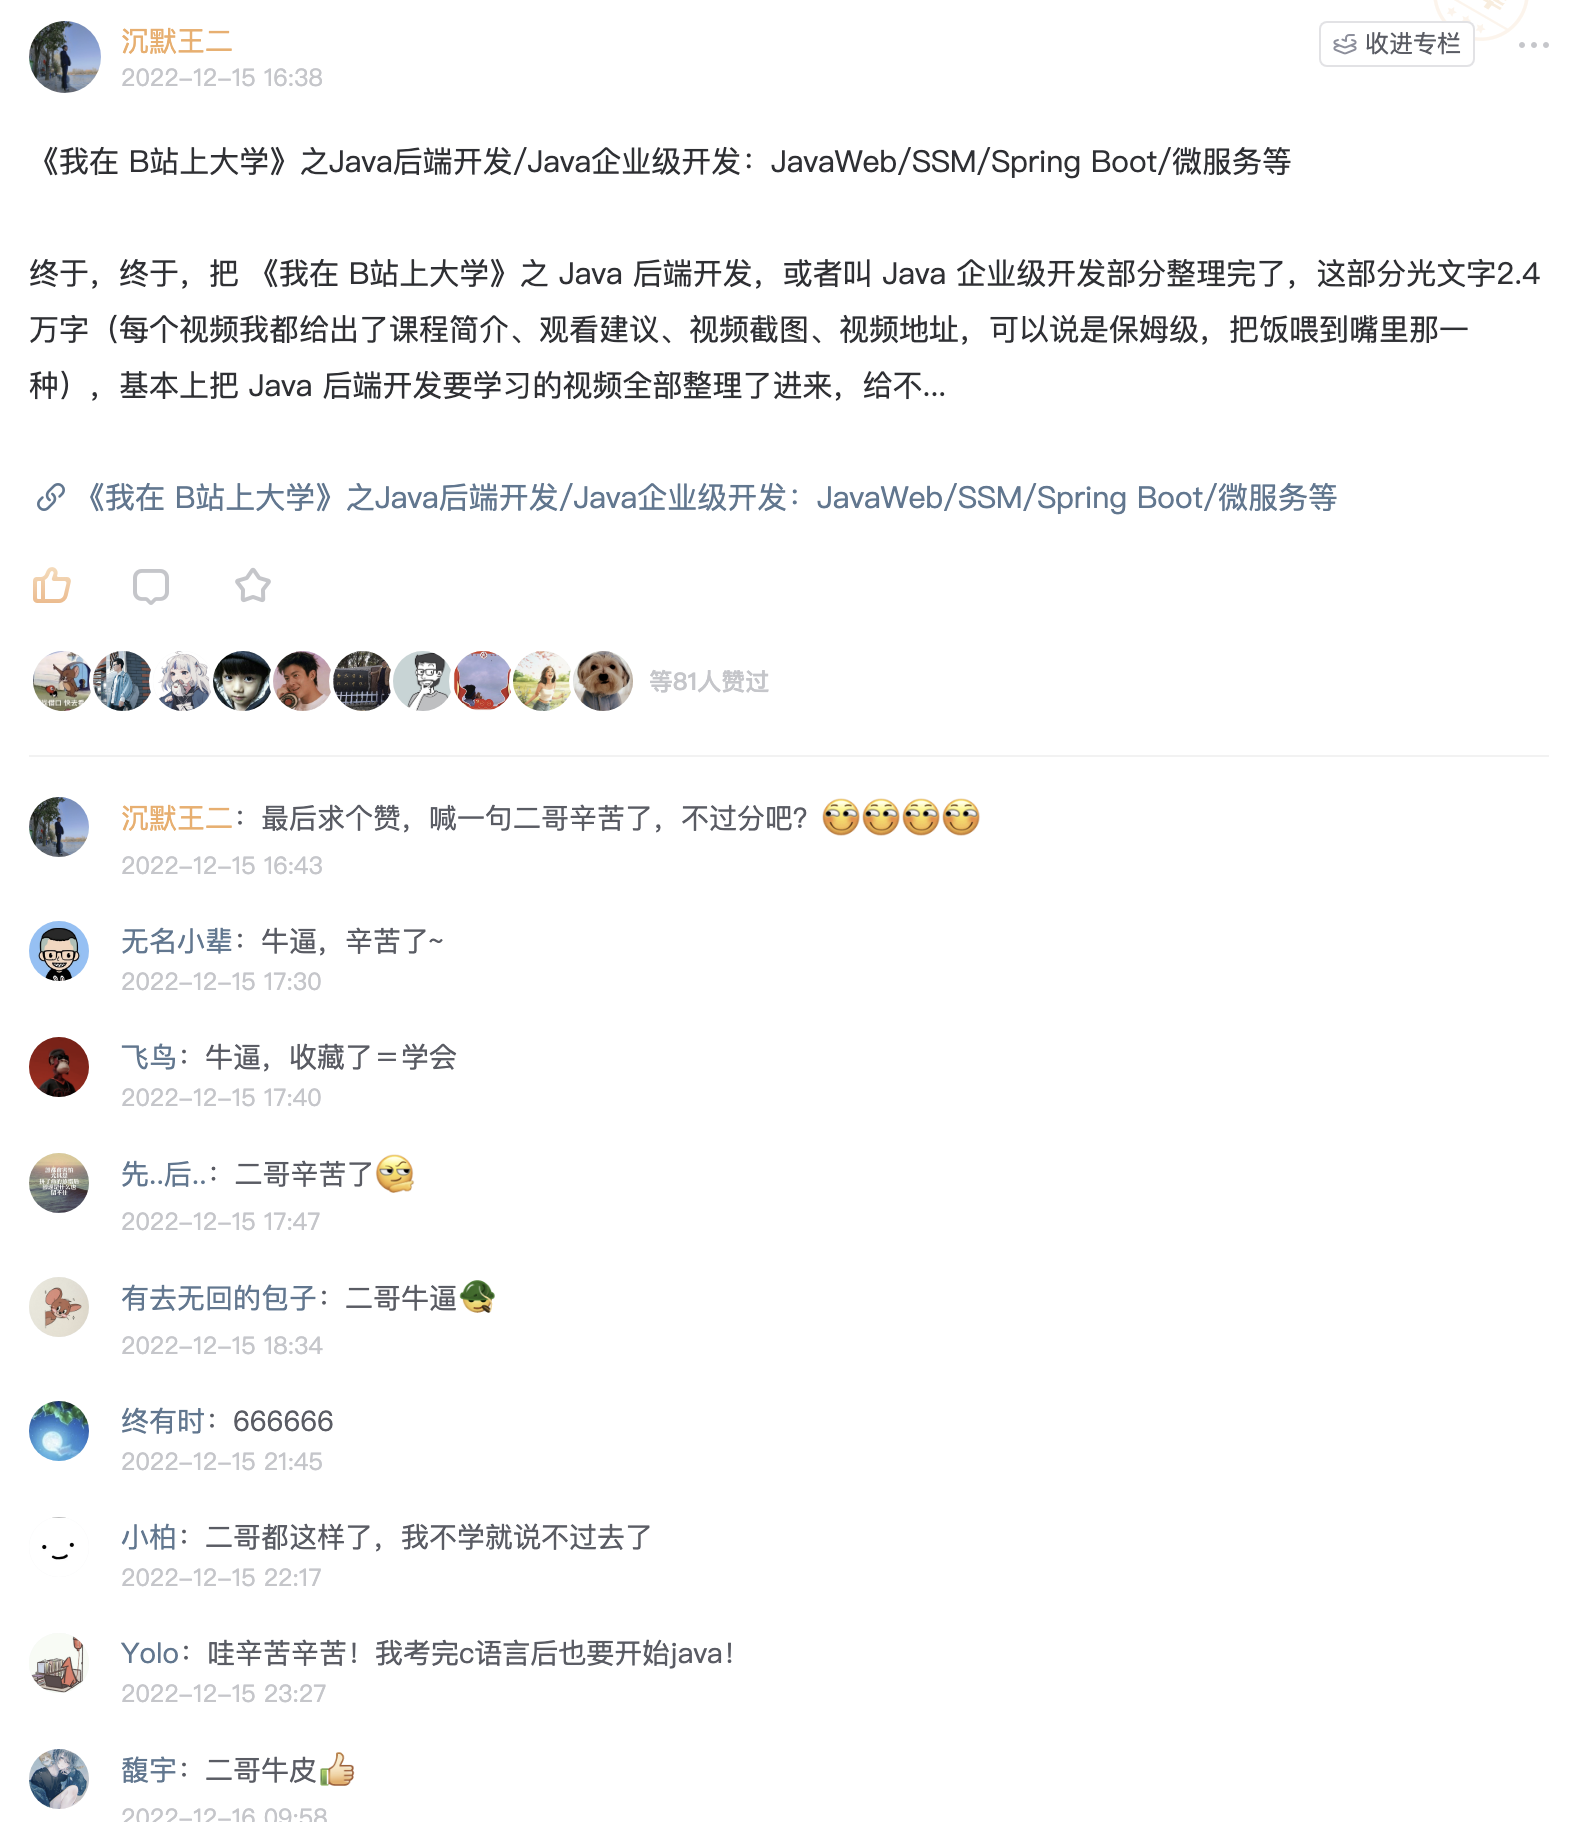 沉默王二
2022-12-15 16:38
收进专栏
《我在 B站上大学》之Java后端开发/Java企业级开发：JavaWeb/SSM/Spring Boot/微服务等
终于，终于，把 《我在 B站上大学》之 Java 后端开发，或者叫 Java 企业级开发部分整理完了，这部分光文字2.4
万字（每个视频我都给出了课程简介、观看建议、视频截图、视频地址，可以说是保姆级，把饭喂到嘴里那一
种），基本上把 Java 后端开发要学习的视频全部整理了进来，给不...
《我在 B站上大学》之Java后端开发/Java企业级开发：JavaWeb/SSM/Spring Boot/微服务等
等81人赞过
沉默王二：最后求个赞，喊一句二哥辛苦了，不过分吧？
2022-12-15 16:43
无名小辈：牛逼，辛苦了~
2022-12-15 17:30
飞鸟：牛逼，收藏了＝学会
2022-12-15 17:40
先..后..：二哥辛苦了
2022-12-15 17:47
有去无回的包子：二哥牛逼
2022-12-15 18:34
终有时：666666
2022-12-15 21:45
小柏：二哥都这样了，我不学就说不过去了
2022-12-15 22:17
Yolo：哇辛苦辛苦！我考完c语言后也要开始java！
2022-12-15 23:27
馥宇：二哥牛皮
2022-12-16 09:58